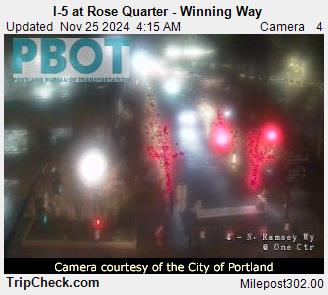 I-5 at Rose Quarter - Winning Way
Updated Nov 25 2024 4:15 AM Camera 4
PBOT
PORTLAND BUREAU OF TRANSPORTATION
4 - N. Ramsey Wy
@ One Ctr
Camera courtesy of the City of Portland
TripCheck.com Milepost302.00